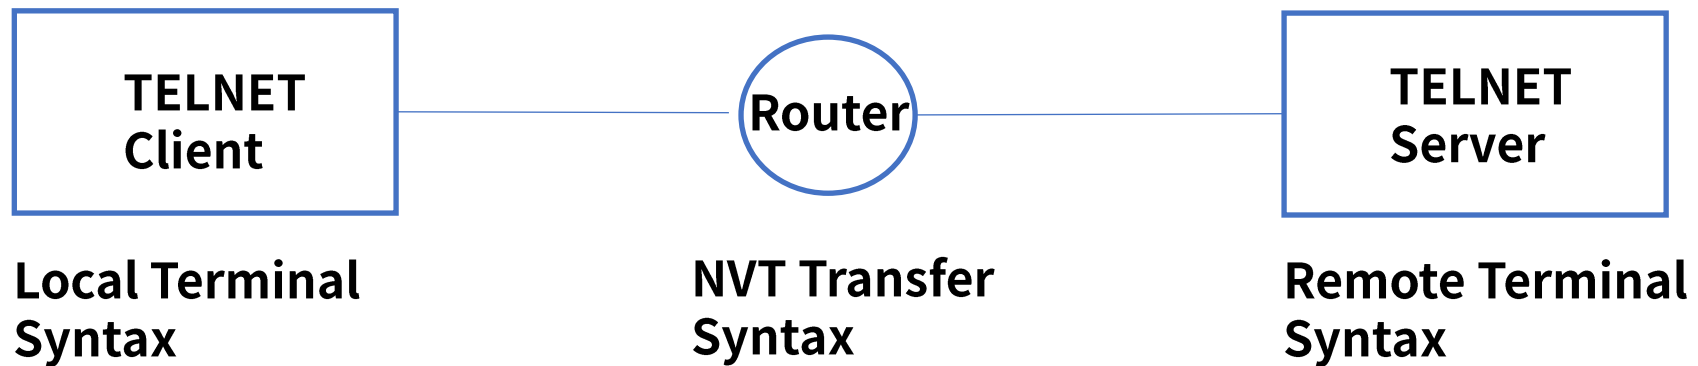 TELNET
Client
Router
TELNET
Server
Local Terminal
Syntax
NVT Transfer
Syntax
Remote Terminal
Syntax